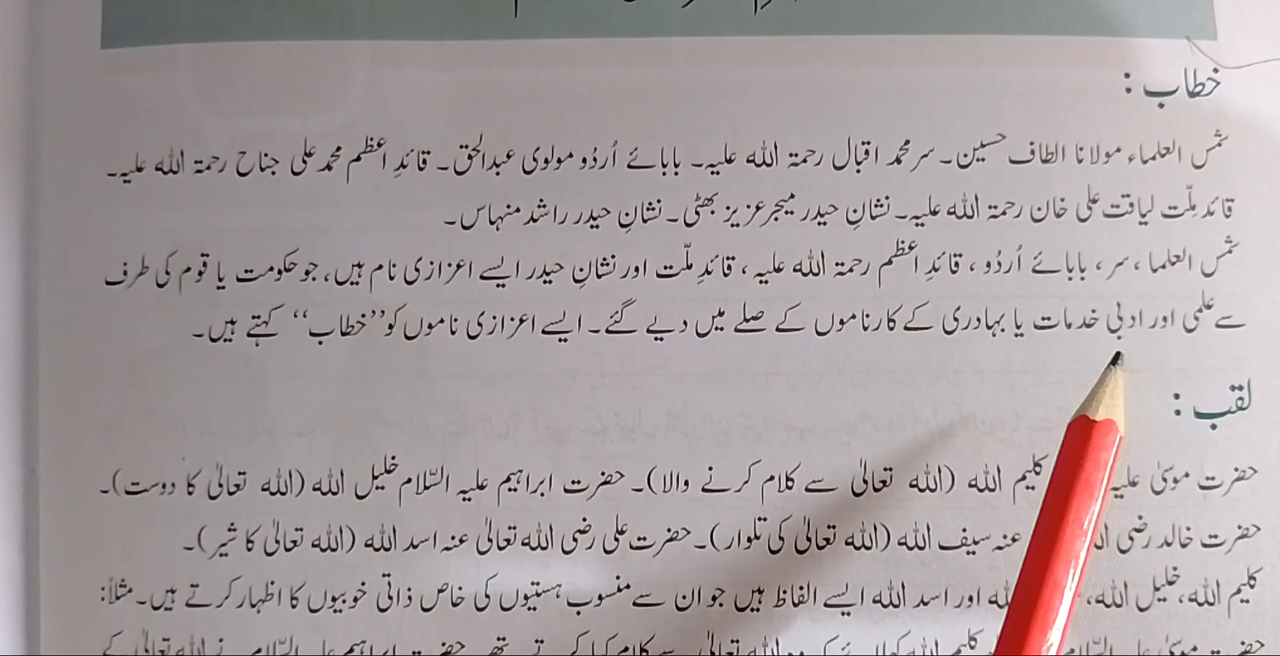 خطاب :
شمس العلماء مولانا الطاف حسین۔ سر محمد اقبال رحمۃ اللہ علیہ۔ بابائے اُردُو مولوی عبدالحق۔ قائدِ اعظم محمد علی جناح رحمۃ اللہ علیہ۔
قائد ملّت لیاقت علی خان رحمۃ اللہ علیہ۔ نشانِ حیدر میجر عزیز بھٹی۔ نشانِ حیدر راشد منہاس۔
شمس العلما، سر، بابائے اُردُو، قائدِ اعظم رحمۃ اللہ علیہ، قائدِ ملّت اور نشانِ حیدر ایسے اعزازی نام ہیں، جو حکومت یا قوم کی طرف
سے علمی اور ادبی خدمات یا بہادری کے کارناموں کے صلے میں دیے گئے۔ ایسے اعزازی ناموں کو ’’خطاب‘‘ کہتے ہیں۔
لقب :
حضرت موسیٰ علیہ کلیم اللہ (اللہ تعالیٰ سے کلام کرنے والا)۔ حضرت ابراہیم علیہ السّلام خلیل اللہ (اللہ تعالیٰ کا دوست)۔
حضرت خالد رضی عنہ سیف اللہ (اللہ تعالیٰ کی تلوار)۔ حضرت علی رضی اللہ تعالیٰ عنہ اسد اللہ (اللہ تعالیٰ کا شیر)۔
کلیم اللہ، خلیل اللہ، اور اسد اللہ ایسے الفاظ ہیں جو ان سے منسوب ہستیوں کی خاص ذاتی خوبیوں کا اظہار کرتے ہیں۔ مثلاً: